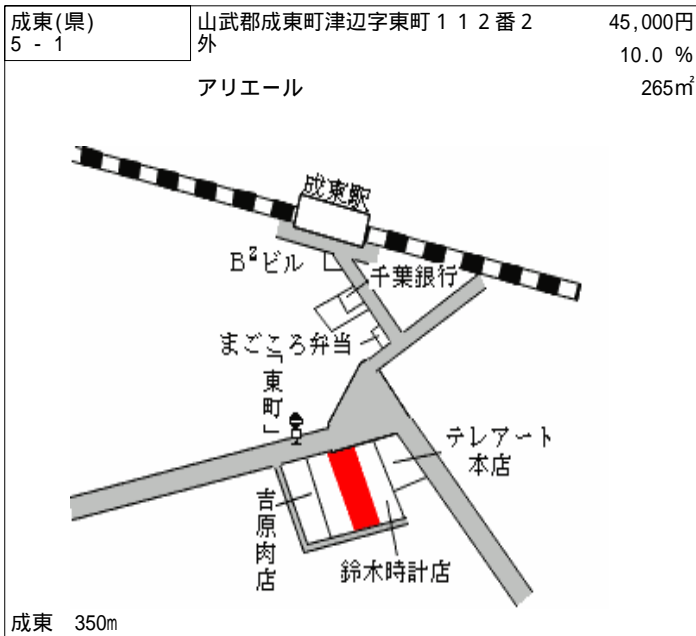 成東(県)
5 - 1
山武郡成東町津辺字東町１１２番２
外
アリエール
45,000円
10.0 %
265㎡
成東駅
B²ビル
千葉銀行
まごころ弁当
「東町」
テレアート
本店
吉原肉店
鈴木時計店
成東 350m